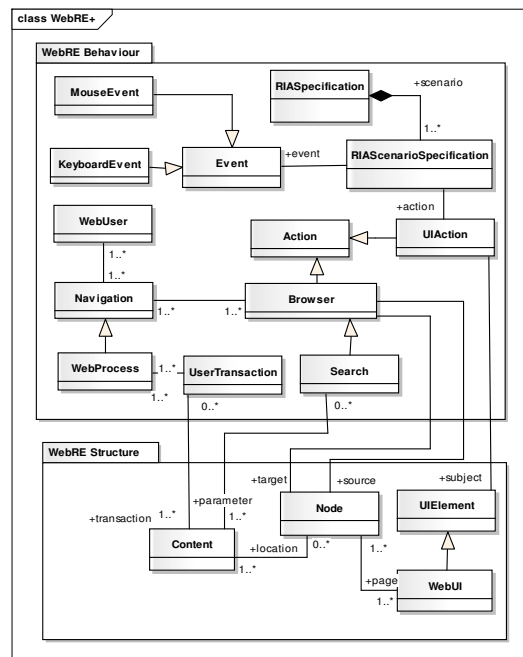 class WebRE+
WebRE Behaviour
MouseEvent
RIASpecification
+scenario
1..*
KeyboardEvent
Event
+event
RIAScenarioSpecification
+action
WebUser
Action
UIAction
1..*
1..*
Navigation
1..*
1..*
Browser
WebProcess
1..*
1..*
UserTransaction
Search
0..*
0..*
WebRE Structure
+target
+source
+subject
+transaction
1..*
+parameter
1..*
Node
UIElement
Content
+location
1..*
0..*
1..*
+page
1..*
WebUI